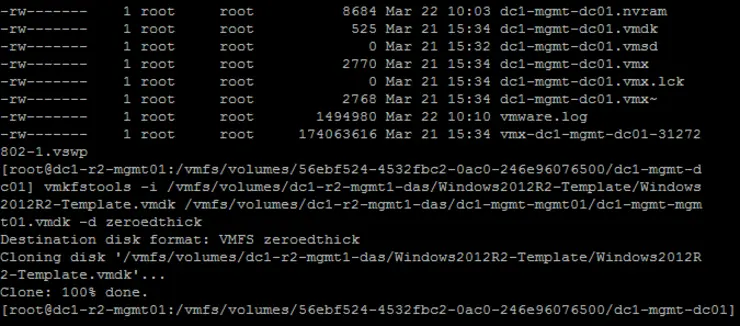 -rw------- 1 root root 8684 Mar 22 10:03 dc1-mgmt-dc01.nvram
-rw------- 1 root root 525 Mar 21 15:34 dc1-mgmt-dc01.vmdk
-rw------- 1 root root 0 Mar 21 15:32 dc1-mgmt-dc01.vmsd
-rw------- 1 root root 2770 Mar 21 15:34 dc1-mgmt-dc01.vmx
-rw------- 1 root root 0 Mar 21 15:34 dc1-mgmt-dc01.vmx.lck
-rw------- 1 root root 2768 Mar 21 15:34 dc1-mgmt-dc01.vmx~
-rw------- 1 root root 1494980 Mar 22 10:10 vmware.log
-rw------- 1 root root 174063616 Mar 21 15:34 vmx-dc1-mgmt-dc01-31272
802-1.vswp
[root@dc1-r2-mgmt01:/vmfs/volumes/56ebf524-4532fbc2-0ac0-246e96076500/dc1-mgmt-d
c01] vmkfstools -i /vmfs/volumes/dc1-r2-mgmt1-das/Windows2012R2-Template/Windows
2012R2-Template.vmdk /vmfs/volumes/dc1-r2-mgmt1-das/dc1-mgmt-mgmt01/dc1-mgmt-mgm
t01.vmdk -d zeroedthick
Destination disk format: VMFS zeroedthick
Cloning disk '/vmfs/volumes/dc1-r2-mgmt1-das/Windows2012R2-Template/Windows2012R
2-Template.vmdk'...
Clone: 100% done.
[root@dc1-r2-mgmt01:/vmfs/volumes/56ebf524-4532fbc2-0ac0-246e96076500/dc1-mgmt-dc01]